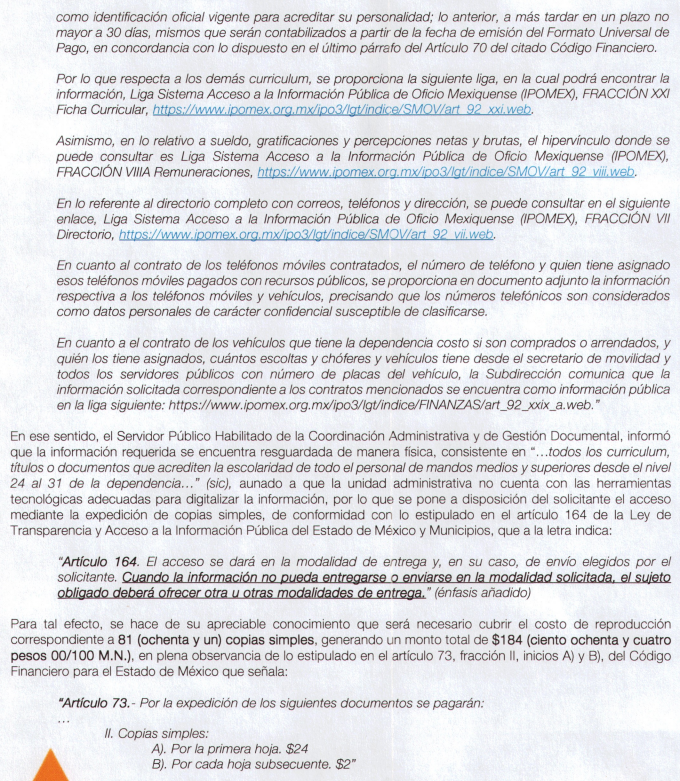 como identificación oficial vigente para acreditar su personalidad; lo anterior, a más tardar en un plazo no
mayor a 30 días, mismos que serán contabilizados a partir de la fecha de emisión del Formato Universal de
Pago, en concordancia con lo dispuesto en el último párrafo del Artículo 70 del citado Código Financiero.
Por lo que respecta a los demás curriculum, se proporciona la siguiente liga, en la cual podrá encontrar la
información, Liga Sistema Acceso a la Información Pública de Oficio Mexiquense (IPOMEX), FRACCIÓN XXI
Ficha Curricular, https://www.ipomex.org.mx/ipo3/lgt/indice/SMOV/art_92_xxi.web.
Asimismo, en lo relativo a sueldo, gratificaciones y percepciones netas y brutas, el hipervínculo donde se
puede consultar es Liga Sistema Acceso a la Información Pública de Oficio Mexiquense (IPOMEX),
FRACCIÓN VIIIA Remuneraciones, https://www.ipomex.org.mx/ipo3/lgt/indice/SMOV/art_92_viii.web.
En lo referente al directorio completo con correos, teléfonos y dirección, se puede consultar en el siguiente
enlace, Liga Sistema Acceso a la Información Pública de Oficio Mexiquense (IPOMEX), FRACCIÓN VII
Directorio, https://www.ipomex.org.mx/ipo3/lgt/indice/SMOV/art_92_vii.web.
En cuanto al contrato de los teléfonos móviles contratados, el número de teléfono y quien tiene asignado
esos teléfonos móviles pagados con recursos públicos, se proporciona en documento adjunto la información
respectiva a los teléfonos móviles y vehículos, precisando que los números telefónicos son considerados
como datos personales de carácter confidencial susceptible de clasificarse.
En cuanto a el contrato de los vehículos que tiene la dependencia costo si son comprados o arrendados, y
quién los tiene asignados, cuántos escoltas y chóferes y vehículos tiene desde el secretario de movilidad y
todos los servidores públicos con número de placas del vehículo, la Subdirección comunica que la
información solicitada correspondiente a los contratos mencionados se encuentra como información pública
en la liga siguiente: https://www.ipomex.org.mx/ipo3/lgt/indice/FINANZAS/art_92_xxix_a.web."
En ese sentido, el Servidor Público Habilitado de la Coordinación Administrativa y de Gestión Documental, informó
que la información requerida se encuentra resguardada de manera física, consistente en "…todos los curriculum,
títulos o documentos que acrediten la escolaridad de todo el personal de mandos medios y superiores desde el nivel
24 al 31 de la dependencia…" (sic), aunado a que la unidad administrativa no cuenta con las herramientas
tecnológicas adecuadas para digitalizar la información, por lo que se pone a disposición del solicitante el acceso
mediante la expedición de copias simples, de conformidad con lo estipulado en el artículo 164 de la Ley de
Transparencia y Acceso a la Información Pública del Estado de México y Municipios, que a la letra indica:
"Artículo 164. El acceso se dará en la modalidad de entrega y, en su caso, de envío elegidos por el
solicitante. Cuando la información no pueda entregarse o enviarse en la modalidad solicitada, el sujeto
obligado deberá ofrecer otra u otras modalidades de entrega." (énfasis añadido)
Para tal efecto, se hace de su apreciable conocimiento que será necesario cubrir el costo de reproducción
correspondiente a 81 (ochenta y un) copias simples, generando un monto total de $184 (ciento ochenta y cuatro
pesos 00/100 M.N.), en plena observancia de lo estipulado en el artículo 73, fracción II, inicios A) y B), del Código
Financiero para el Estado de México que señala:
"Artículo 73.- Por la expedición de los siguientes documentos se pagarán:
…
II. Copias simples:
A). Por la primera hoja. $24
B). Por cada hoja subsecuente. $2"